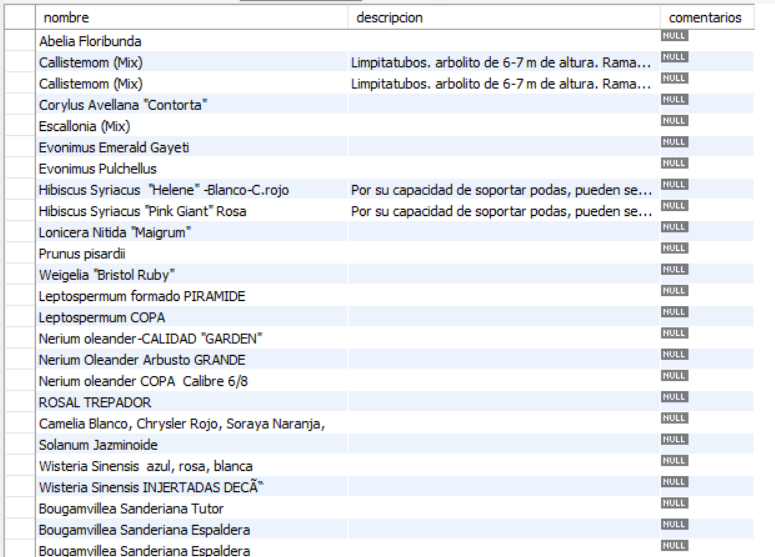 nombre descripcion comentarios
Abelia Floribunda NULL
Callistemom (Mix) Limpitatubos. arbolito de 6-7 m de altura. Rama... NULL
Callistemom (Mix) Limpitatubos. arbolito de 6-7 m de altura. Rama... NULL
Corylus Avellana "Contorta" NULL
Escallonia (Mix) NULL
Evonimus Emerald Gayeti NULL
Evonimus Pulchellus NULL
Hibiscus Syriacus "Helene" -Blanco-C.rojo Por su capacidad de soportar podas, pueden se... NULL
Hibiscus Syriacus "Pink Giant" Rosa Por su capacidad de soportar podas, pueden se... NULL
Lonicera Nitida "Maigrum" NULL
Prunus pisardii NULL
Weigelia "Bristol Ruby" NULL
Leptospermum formado PIRAMIDE NULL
Leptospermum COPA NULL
Nerium oleander-CALIDAD "GARDEN" NULL
Nerium Oleander Arbusto GRANDE NULL
Nerium oleander COPA Calibre 6/8 NULL
ROSAL TREPADOR NULL
Camelia Blanco, Chrysler Rojo, Soraya Naranja, NULL
Solanum Jazminoide NULL
Wisteria Sinensis azul, rosa, blanca NULL
Wisteria Sinensis INJERTADAS DECÃ“ NULL
Bougamvillea Sanderiana Tutor NULL
Bougamvillea Sanderiana Espaldera NULL
Bougamvillea Sanderiana Espaldera NULL